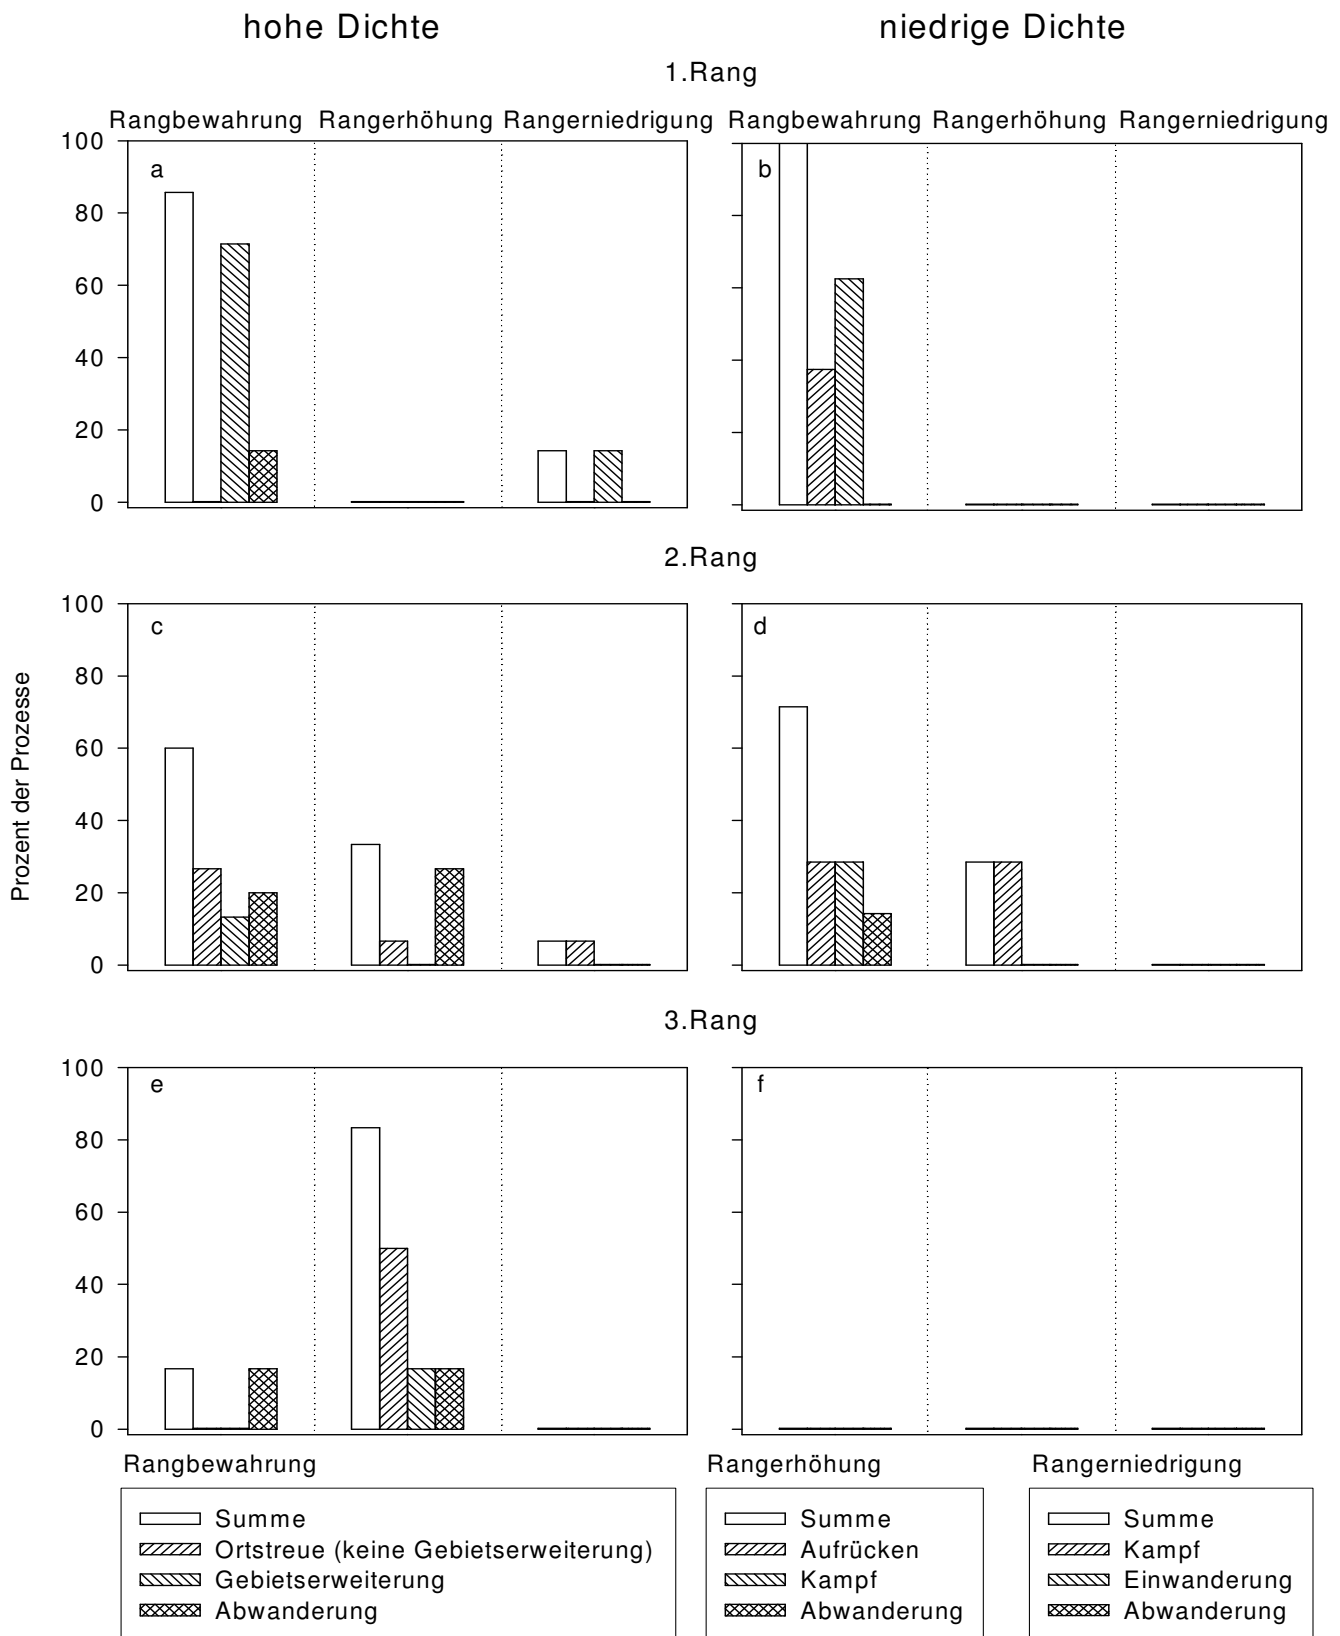 hohe Dichte niedrige Dichte
1.Rang
Rangbewahrung Rangerhöhung Rangerniedrigung Rangbewahrung Rangerhöhung Rangerniedrigung
100
a b
80
60
40
20
0
2.Rang
100
c d
80
60
40
20
0
Prozent der Prozesse
3.Rang
100
e f
80
60
40
20
0
Rangbewahrung
Summe
Ortstreue (keine Gebietserweiterung)
Gebietserweiterung
Abwanderung
Rangerhöhung
Summe
Aufrücken
Kampf
Abwanderung
Rangerniedrigung
Summe
Kampf
Einwanderung
Abwanderung